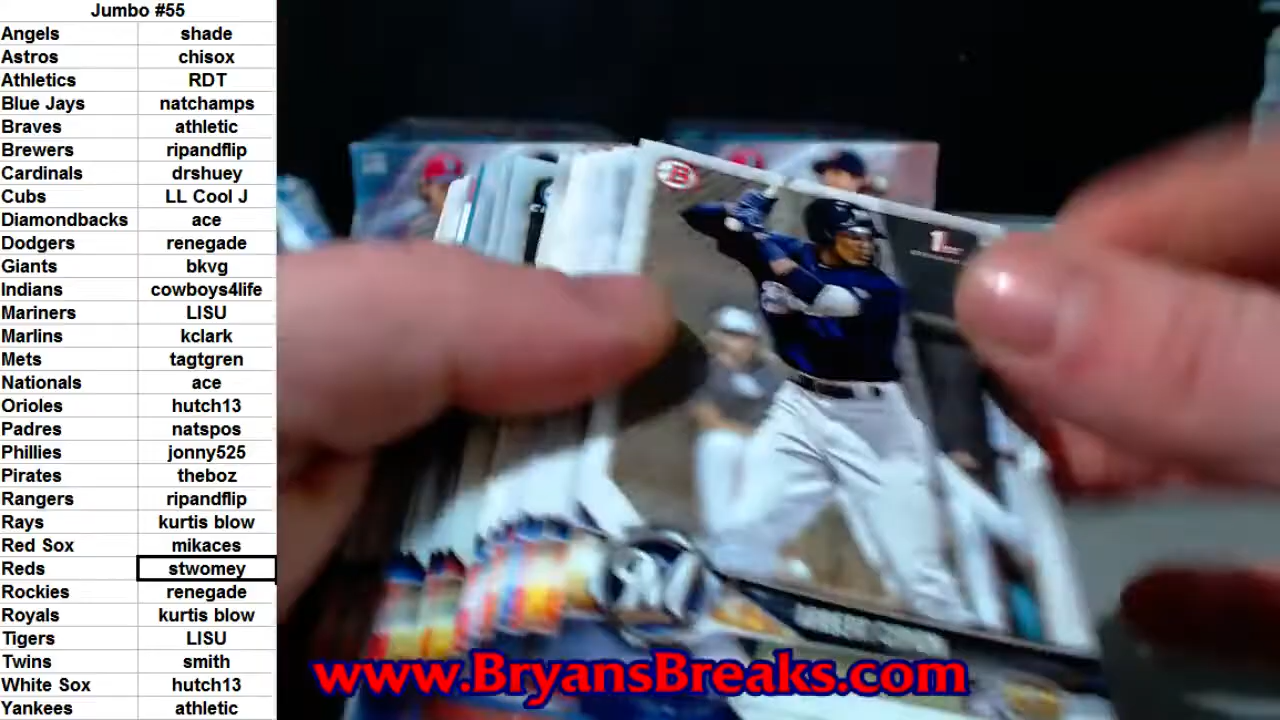 Jumbo #55
Angels shade
Astros chisox
Athletics RDT
Blue Jays natchamps
Braves athletic
Brewers ripandflip
Cardinals drshuey
Cubs LL Cool J
Diamondbacks ace
Dodgers renegade
Giants bkvg
Indians cowboys4life
Mariners LISU
Marlins kclark
Mets tagtgren
Nationals ace
Orioles hutch13
Padres natspos
Phillies jonny525
Pirates theboz
Rangers ripandflip
Rays kurtis blow
Red Sox mikaces
Reds stwomey
Rockies renegade
Royals kurtis blow
Tigers LISU
Twins smith
White Sox hutch13
Yankees athletic
B
M
www.BryansBreaks.com